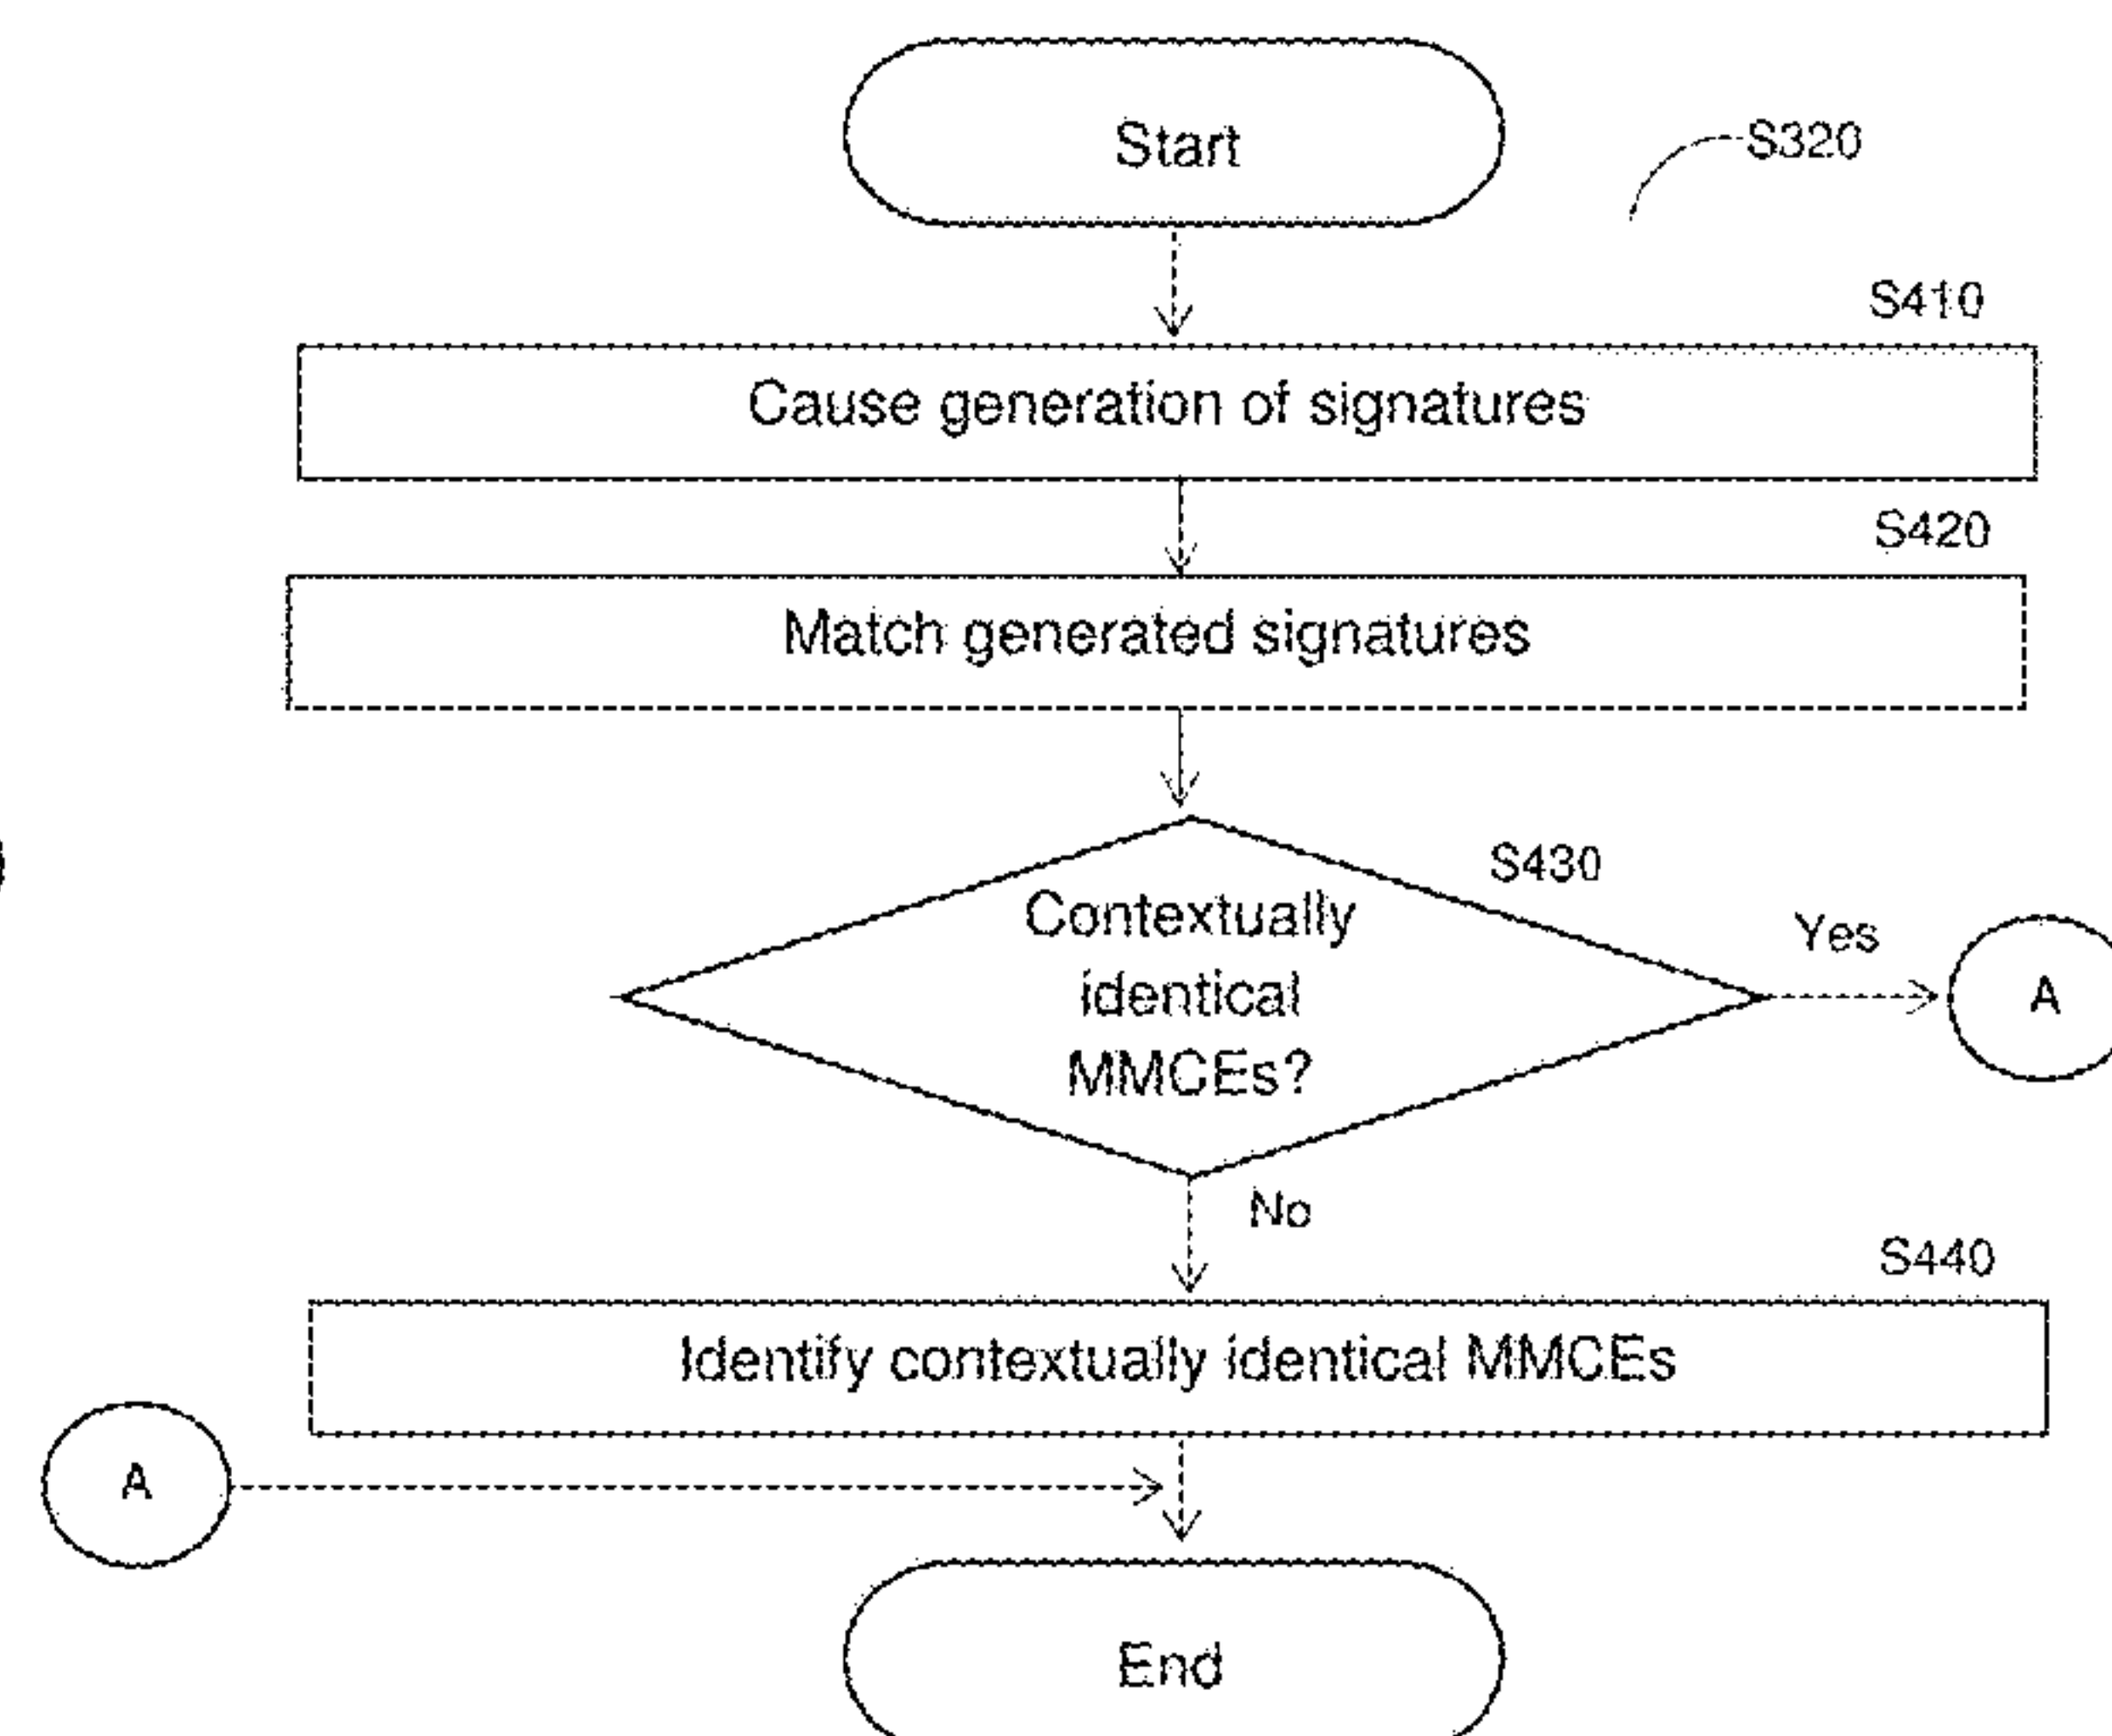 Start
S320
S410
Cause generation of signatures
S420
Match generated signatures
S430
Contextually
identical
MMCEs?
Yes
A
No
S440
Identify contextually identical MMCEs
A
End